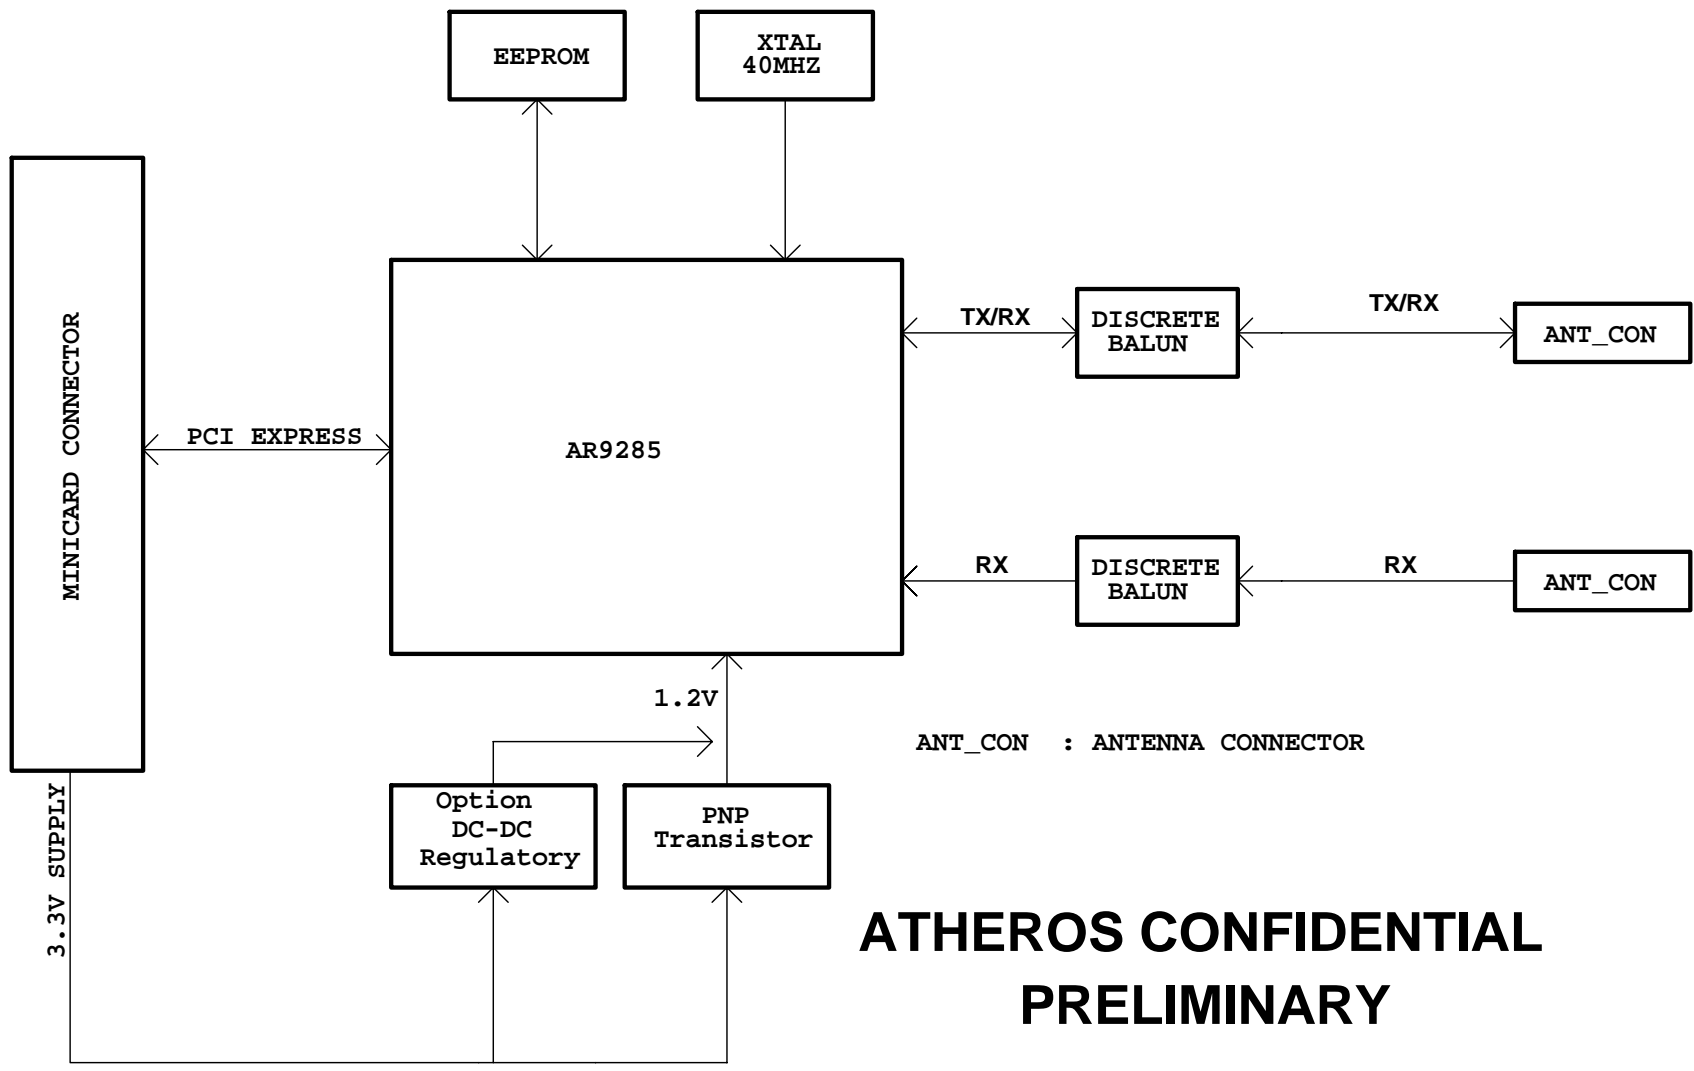 EEPROM
XTAL
40MHZ
MINICARD CONNECTOR
PCI EXPRESS
AR9285
TX/RX
DISCRETE
BALUN
TX/RX
ANT_CON
RX
DISCRETE
BALUN
RX
ANT_CON
1.2V
ANT_CON : ANTENNA CONNECTOR
3.3V SUPPLY
Option
DC-DC
Regulatory
PNP
Transistor
ATHEROS CONFIDENTIAL
PRELIMINARY